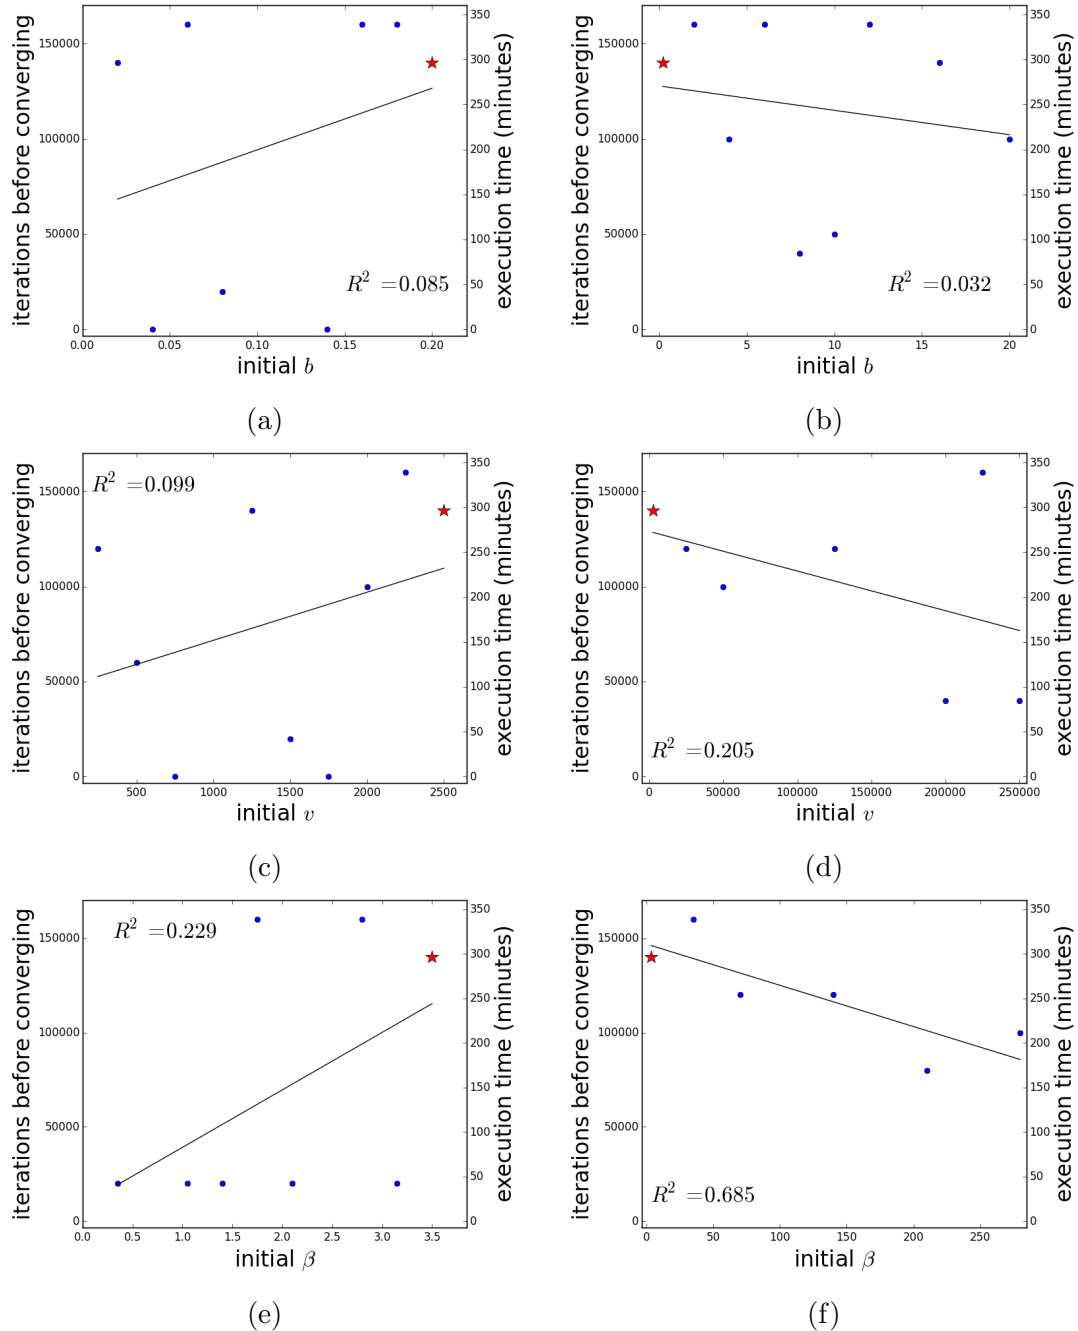 iterations before converging
150000
100000
50000
0
350
300
250
200
150
100
50
0
execution time (minutes)
R² =0.085
0.00 0.05 0.10 0.15 0.20
initial b
(a)
iterations before converging
150000
100000
50000
0
350
300
250
200
150
100
50
0
execution time (minutes)
R² =0.032
0 5 10 15 20
initial b
(b)
iterations before converging
150000
100000
50000
0
350
300
250
200
150
100
50
0
execution time (minutes)
R² =0.099
500 1000 1500 2000 2500
initial v
(c)
iterations before converging
150000
100000
50000
0
350
300
250
200
150
100
50
0
execution time (minutes)
R² =0.205
0 50000 100000 150000 200000 250000
initial v
(d)
iterations before converging
150000
100000
50000
0
350
300
250
200
150
100
50
0
execution time (minutes)
R² =0.229
0.0 0.5 1.0 1.5 2.0 2.5 3.0 3.5
initial β
(e)
iterations before converging
150000
100000
50000
0
350
300
250
200
150
100
50
0
execution time (minutes)
R² =0.685
0 50 100 150 200 250
initial β
(f)